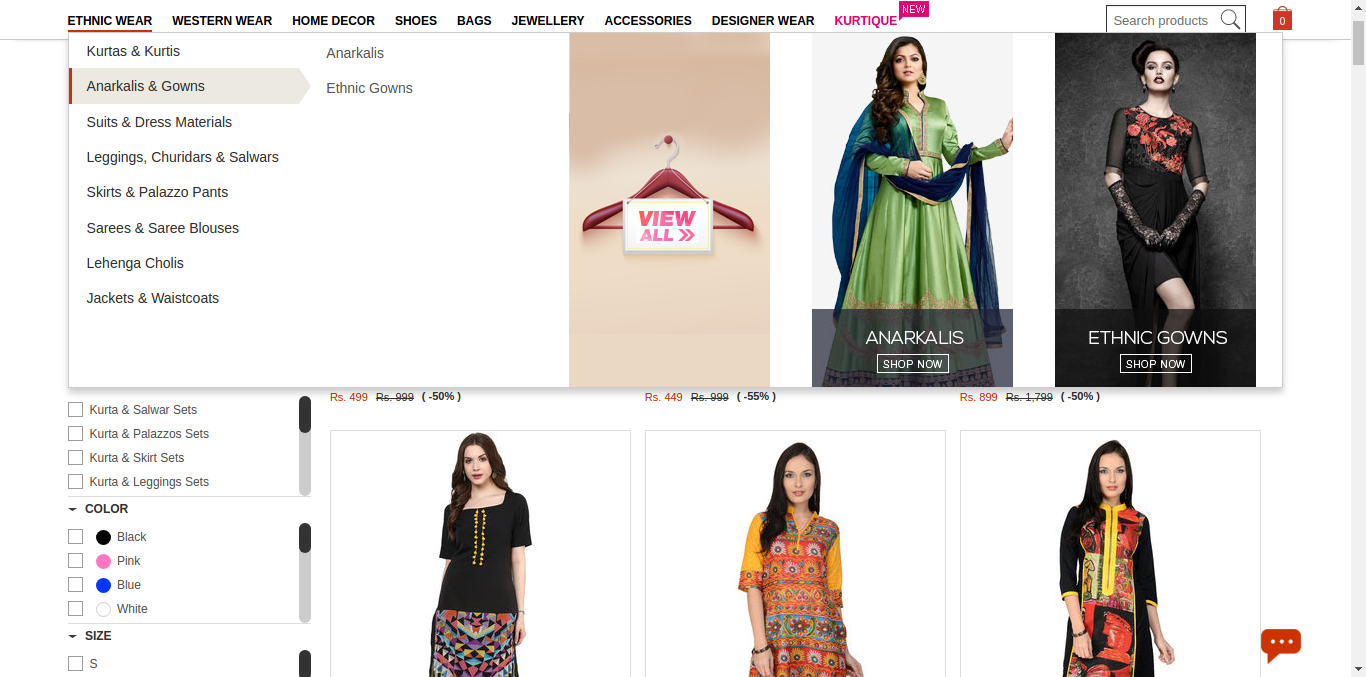 ETHNIC WEAR WESTERN WEAR HOME DECOR SHOES BAGS JEWELLERY ACCESSORIES DESIGNER WEAR KURTIQUE NEW
Search products
0
Kurtas & Kurtis
Anarkalis & Gowns
Suits & Dress Materials
Leggings, Churidars & Salwars
Skirts & Palazzo Pants
Sarees & Saree Blouses
Lehenga Cholis
Jackets & Waistcoats
Anarkalis
Ethnic Gowns
VIEW
ALL »
ANARKALIS
SHOP NOW
ETHNIC GOWNS
SHOP NOW
Kurta & Salwar Sets
Kurta & Palazzos Sets
Kurta & Skirt Sets
Kurta & Leggings Sets
COLOR
Black
Pink
Blue
White
SIZE
S
Rs. 499 Rs. 999 ( -50% )
Rs. 449 Rs. 999 ( -55% )
Rs. 899 Rs. 1,799 ( -50% )